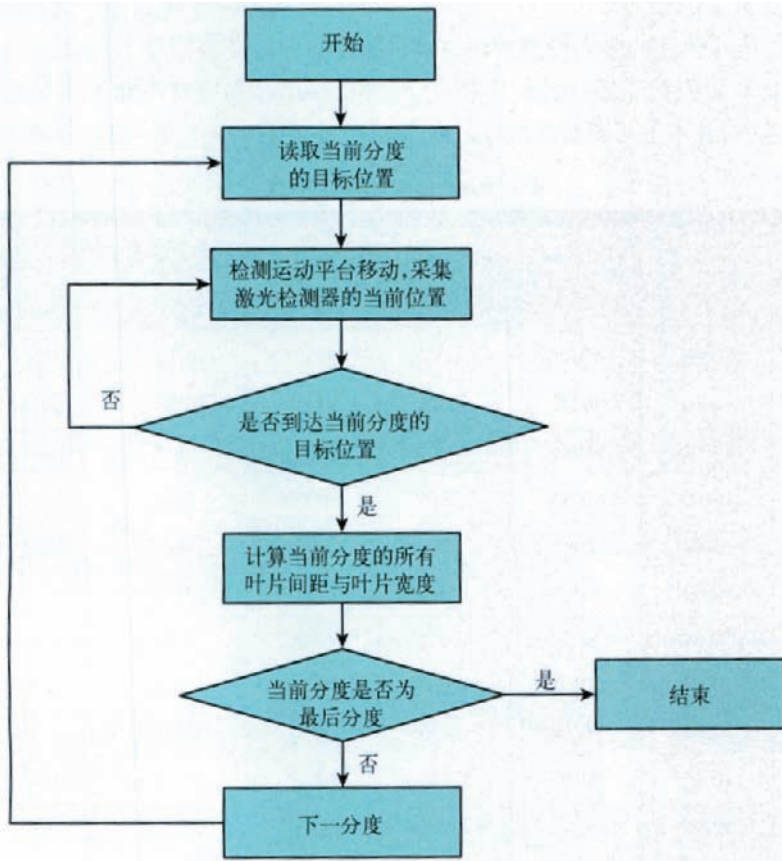 开始
读取当前分度
的目标位置
检测运动平台移动,采集
激光检测器的当前位置
否
是否到达当前分度的
目标位置
是
计算当前分度的所有
叶片间距与叶片宽度
当前分度是否为
最后分度
是
结束
否
下一分度